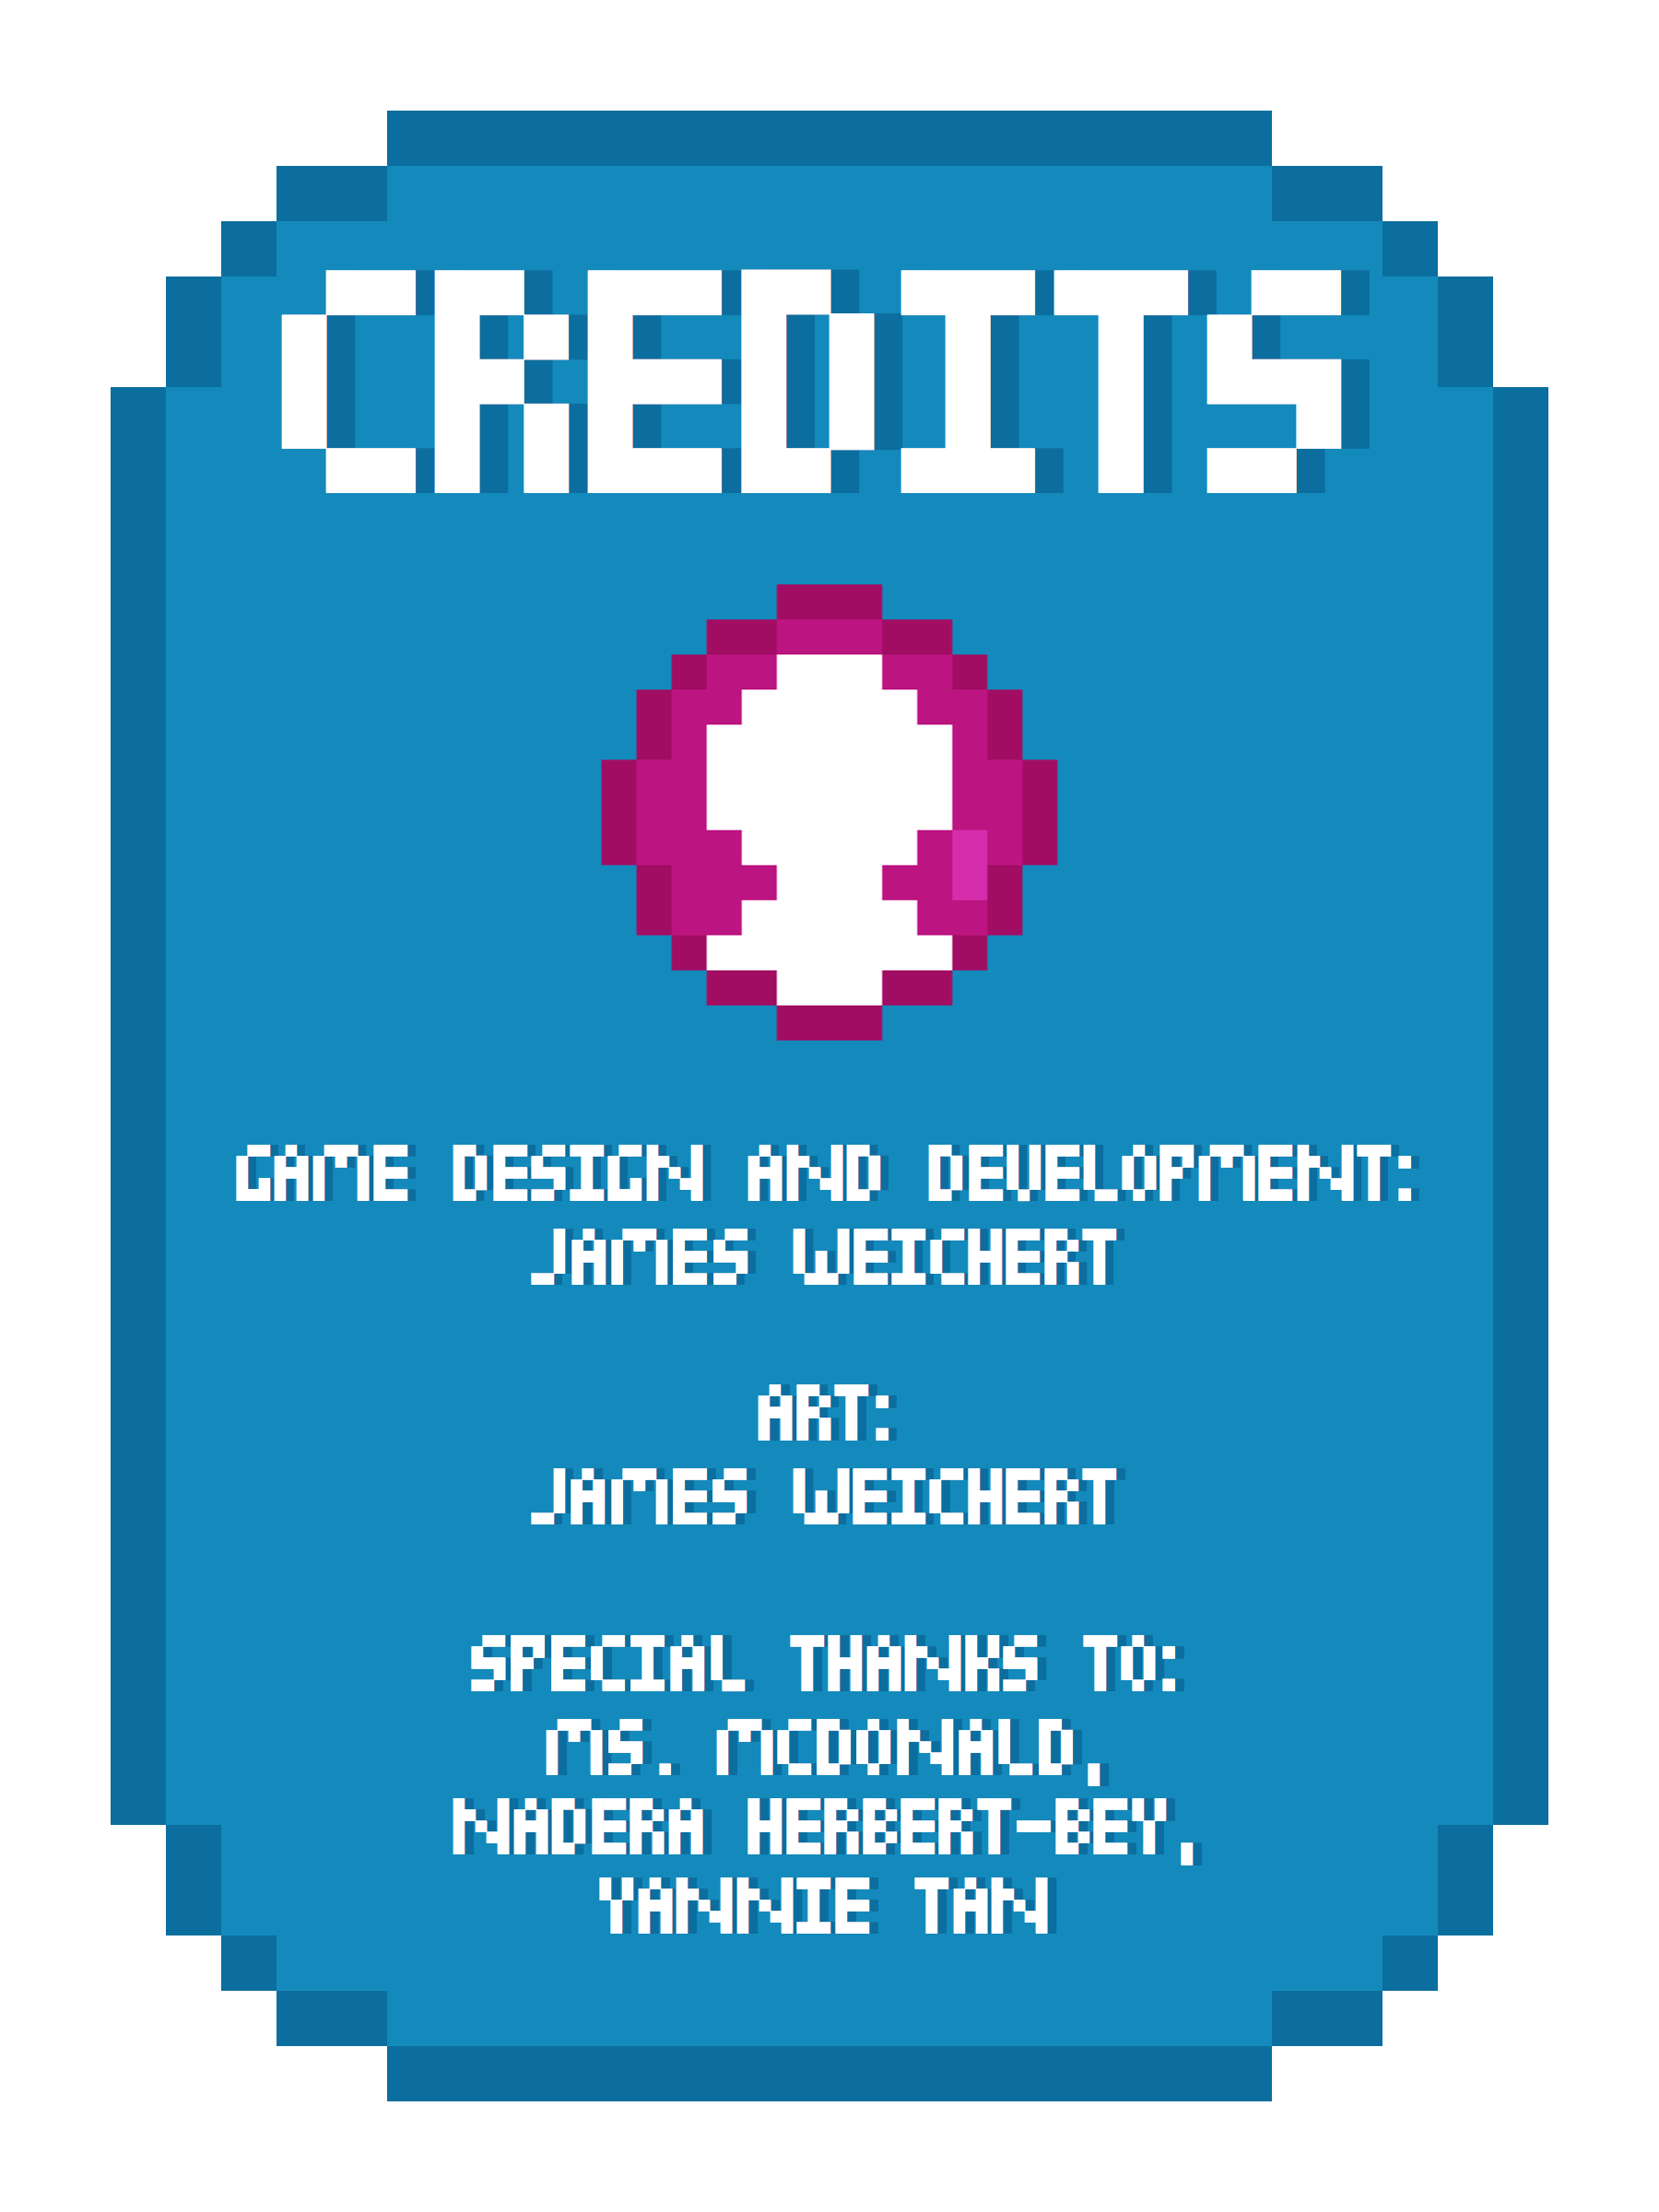 CREDITS
GAME DESIGN AND DEVELOPMENT:
JAMES WEICHERT
ART:
JAMES WEICHERT
SPECIAL THANKS TO:
MS. MCDONALD,
NADERA HERBERT-BEY,
YANNIE TAN